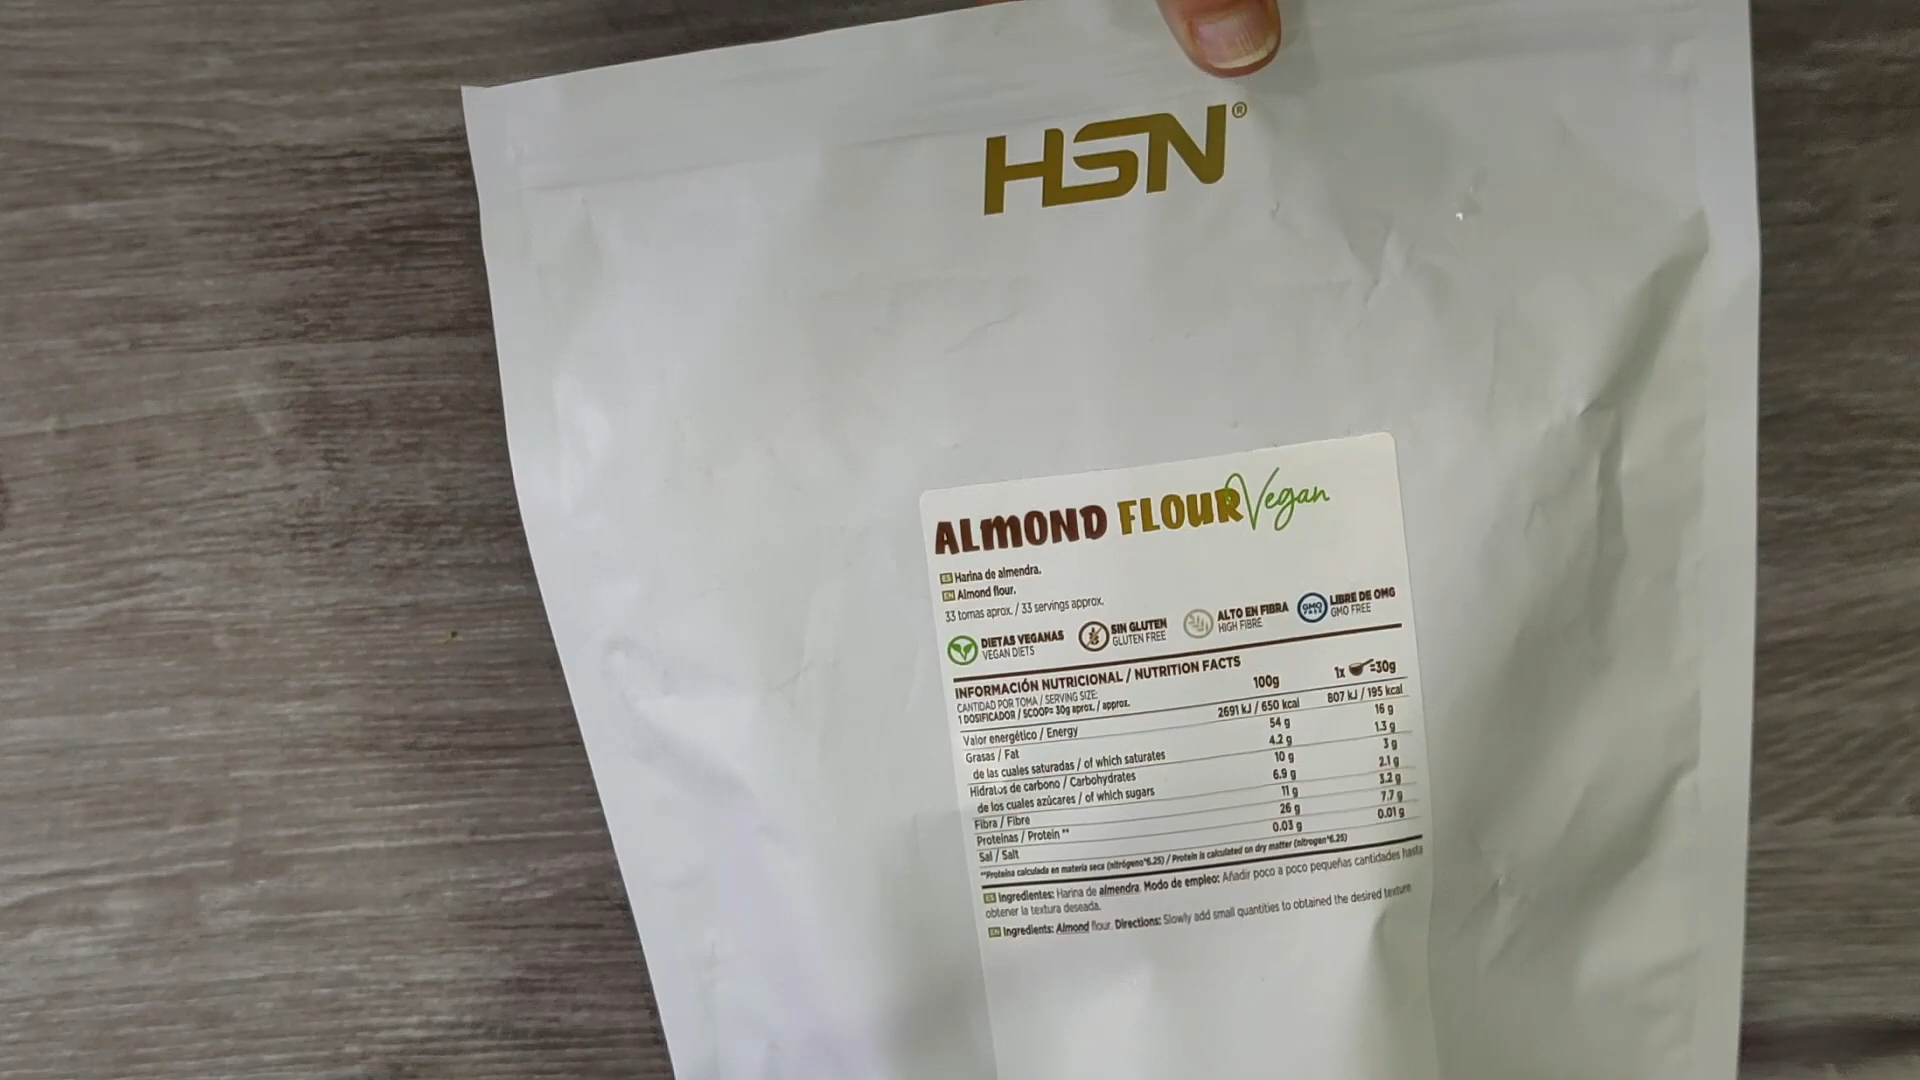 HSN®
ALMOND FLOUR Vegan
ES Harina de almendra.
EN Almond flour.
33 tomas aprox. / 33 servings approx.
DIETAS VEGANAS
VEGAN DIETS
SIN GLUTEN
GLUTEN FREE
ALTO EN FIBRA
HIGH FIBRE
GMO FREE
LIBRE DE OMG
GMO FREE
INFORMACIÓN NUTRICIONAL / NUTRITION FACTS
CANTIDAD POR TOMA / SERVING SIZE:
1 DOSIFICADOR / SCOOP= 30g aprox. / approx.
100g 1x =30g
Valor energético / Energy 2691 kJ / 650 kcal 807 kJ / 195 kcal
Grasas / Fat 54 g 16 g
de las cuales saturadas / of which saturates 4.2 g 1.3 g
Hidratos de carbono / Carbohydrates 10 g 3 g
de los cuales azúcares / of which sugars 6.9 g 2.1 g
Fibra / Fibre 11 g 3.2 g
Proteínas / Protein ** 26 g 7.7 g
Sal / Salt 0.03 g 0.01 g
**Proteína calculada en materia seca (nitrógeno*6.25) / Protein is calculated on dry matter (nitrogen*6.25)
ES Ingredientes: Harina de almendra. Modo de empleo: Añadir poco a poco pequeñas cantidades hasta
obtener la textura deseada.
EN Ingredients: Almond flour. Directions: Slowly add small quantities to obtained the desired texture